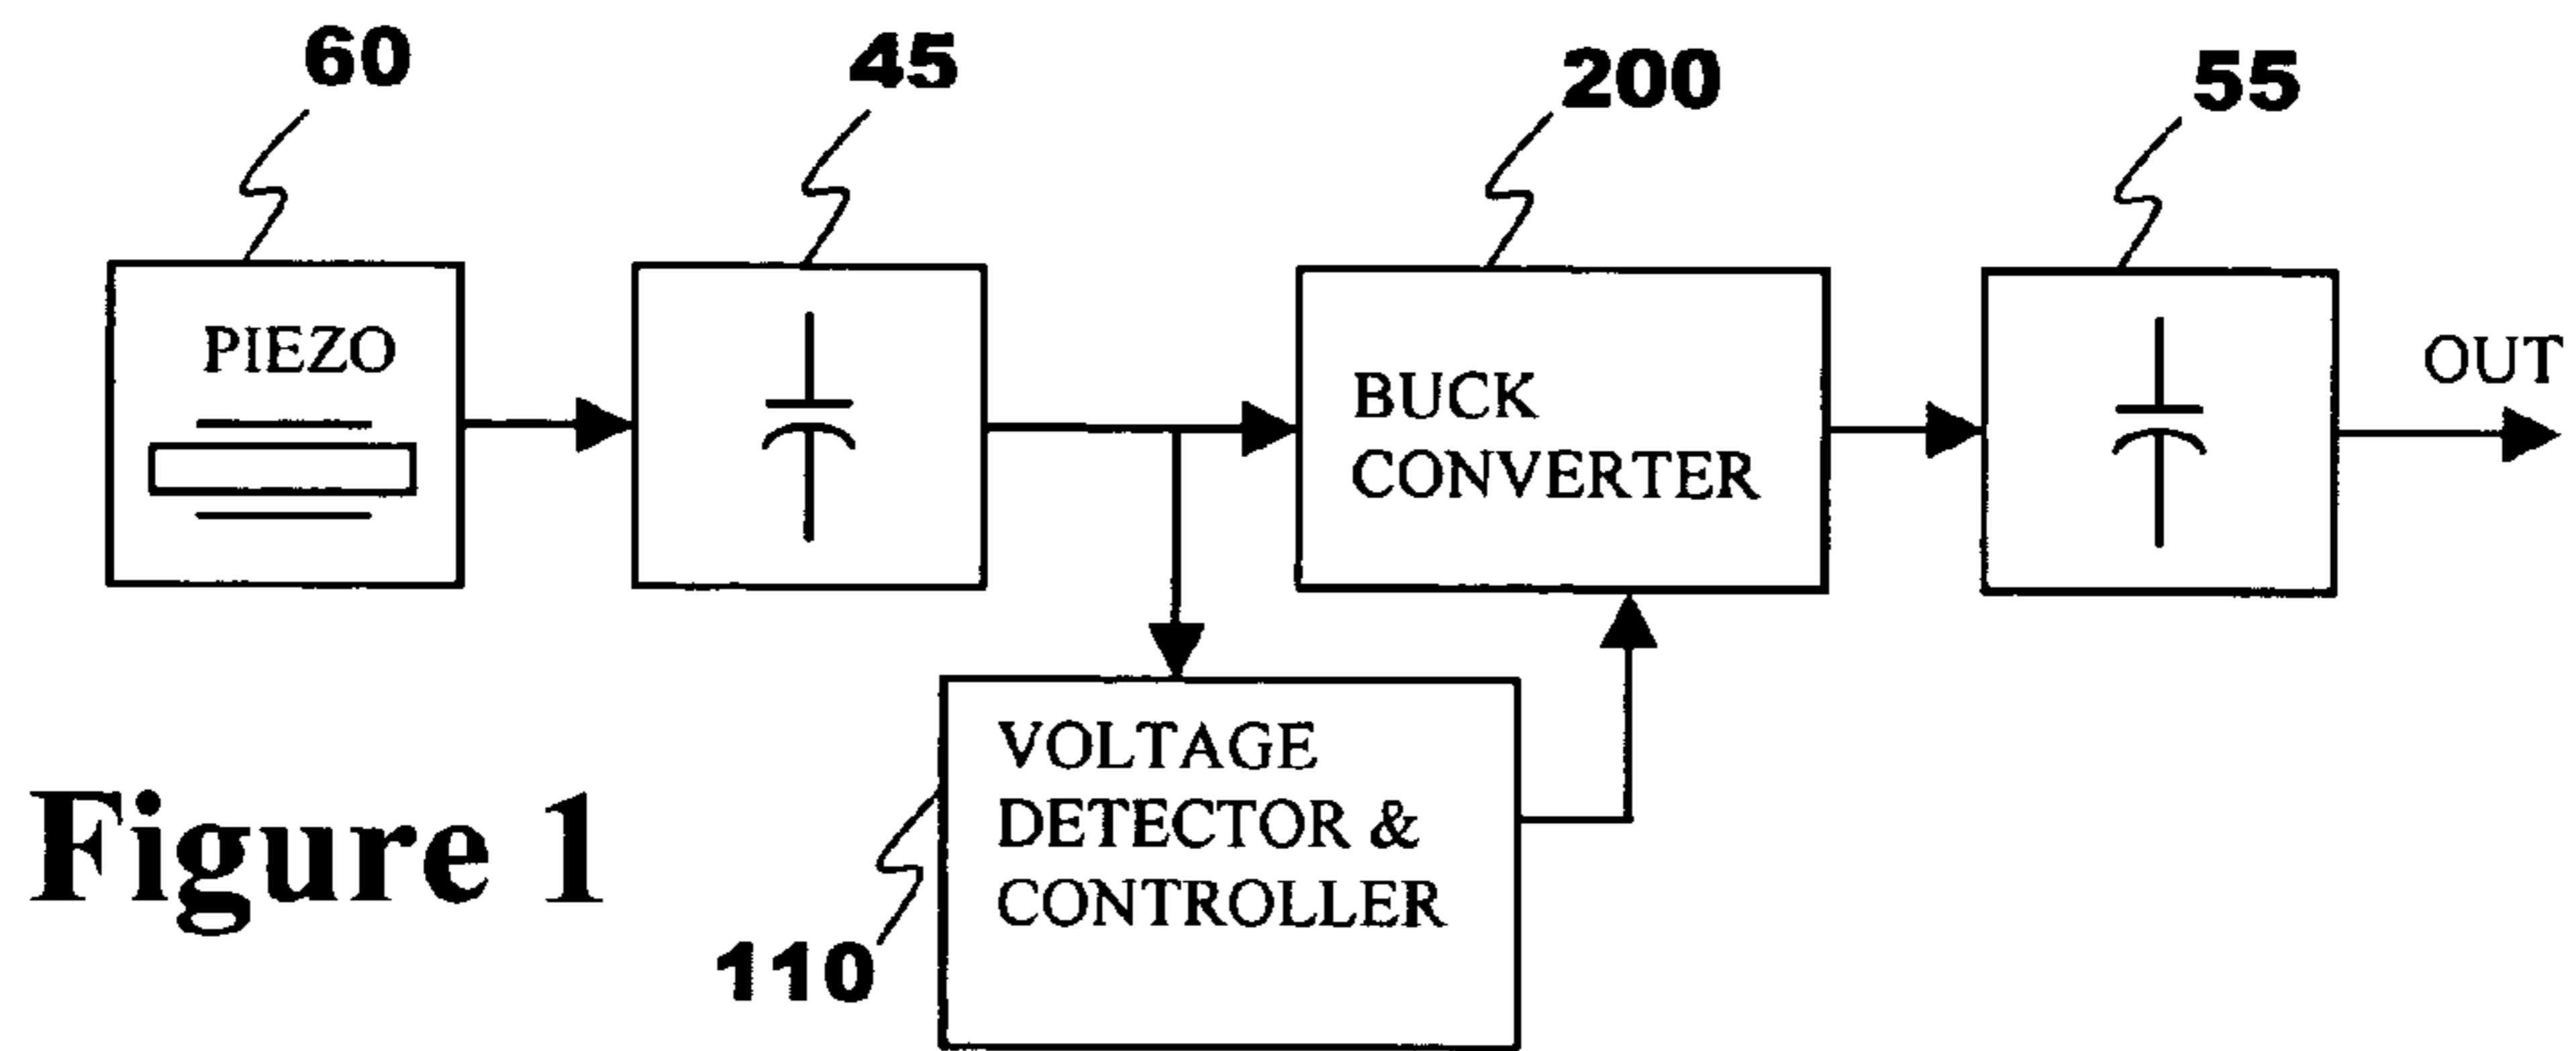 60
45
200
55
PIEZO
BUCK
CONVERTER
OUT
VOLTAGE
DETECTOR &
CONTROLLER
110
Figure 1